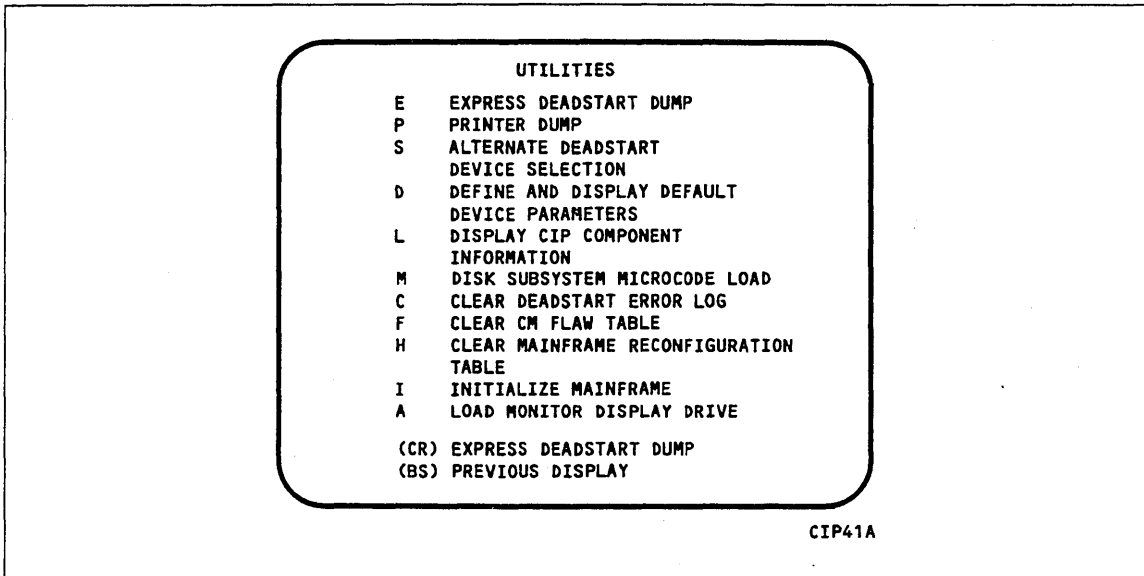 UTILITIES
E EXPRESS DEADSTART DUMP
P PRINTER DUMP
S ALTERNATE DEADSTART
DEVICE SELECTION
D DEFINE AND DISPLAY DEFAULT
DEVICE PARAMETERS
L DISPLAY CIP COMPONENT
INFORMATION
M DISK SUBSYSTEM MICROCODE LOAD
C CLEAR DEADSTART ERROR LOG
F CLEAR CM FLAW TABLE
H CLEAR MAINFRAME RECONFIGURATION
TABLE
I INITIALIZE MAINFRAME
A LOAD MONITOR DISPLAY DRIVE
(CR) EXPRESS DEADSTART DUMP
(BS) PREVIOUS DISPLAY
CIP41A